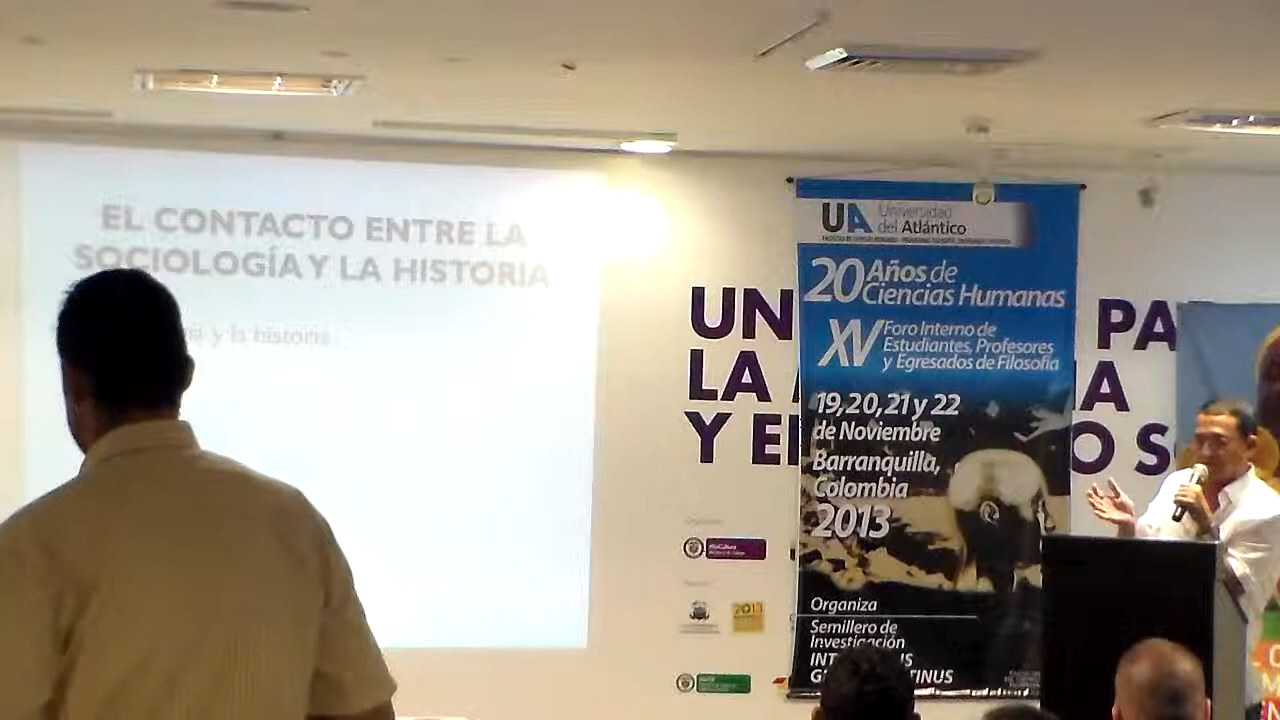 EL CONTACTO ENTRE LA
SOCIOLOGÍA Y LA HISTORIA
y la historia
UA Universidad
del Atlántico
20 Años de
Ciencias Humanas
XV Foro Interno de
Estudiantes, Profesores
y Egresados de Filosofía
19, 20, 21 y 22
de Noviembre
Barranquilla,
Colombia
2013
Organiza
Semillero de
Investigación
UN PA
LA A
Y E O S
2013